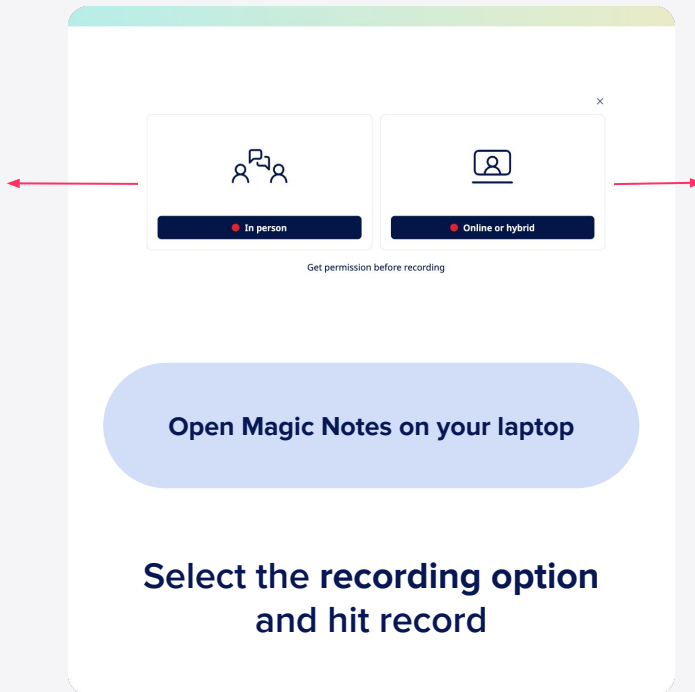 In person
Online or hybrid
Get permission before recording
Open Magic Notes on your laptop
Select the recording option
and hit record